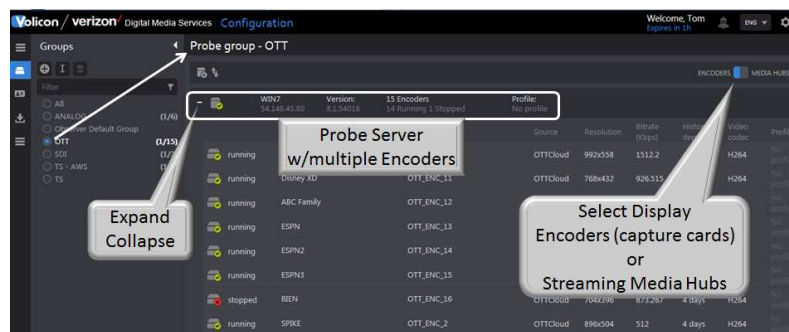 Volicon / verizon Digital Media Services Configuration
Welcome, Tom
Expires in 1h
ENG
Groups
Probe group - OTT
Filter
ENCODERS
MEDIA HUBS
All
ANALOG (1/6)
Observer Default Group
OTT (1/15)
SDI
TS - AWS
TS
WIN7
54.148.45.80
Version:
8.1.54016
15 Encoders
14 Running 1 Stopped
Profile:
No profile
Probe Server
w/multiple Encoders
Source Resolution Bitrate (Kbps) Video codec
running OTTCloud 992x558 1512.2 H264
running Disney XD OTT_ENC_11 OTTCloud 768x432 926.515 H264
running ABC Family OTT_ENC_12
running ESPN OTT_ENC_13
running ESPN2 OTT_ENC_14
running ESPN3 OTT_ENC_15
stopped BIEN OTT_ENC_16 OTTCloud 704x396 873.267 4 days H264
running SPIKE OTT_ENC_2 OTTCloud 896x504 512 4 days H264
Expand
Collapse
Select Display
Encoders (capture cards)
or
Streaming Media Hubs